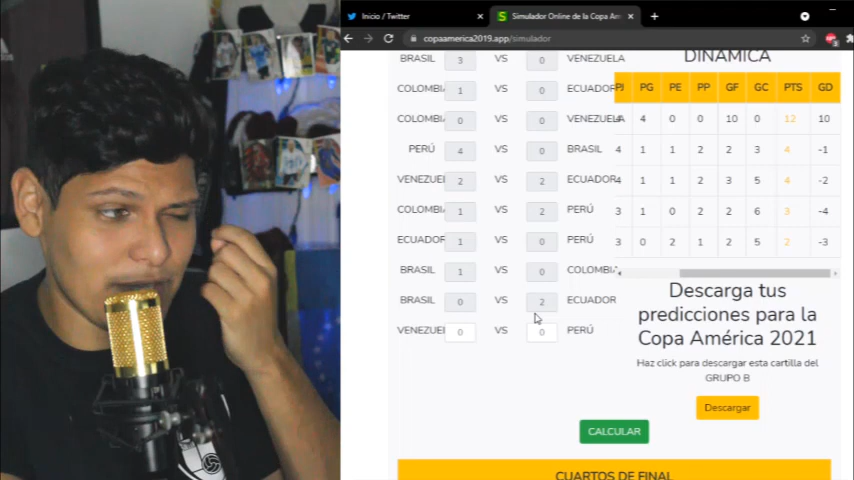 Inicio / Twitter
Simulador Online de la Copa Am
copaamerica2019.app/simulador
BRASIL 3 VS 0 VENEZUELA
COLOMBIA 1 VS 0 ECUADOR
COLOMBIA 0 VS 0 VENEZUELA
PERÚ 4 VS 0 BRASIL
VENEZUEL 2 VS 2 ECUADOR
COLOMBIA 1 VS 2 PERÚ
ECUADOR 1 VS 0 PERÚ
BRASIL 1 VS 0 COLOMBIA
BRASIL 0 VS 2 ECUADOR
VENEZUEL 0 VS 0 PERÚ
DINÁMICA
PJ PG PE PP GF GC PTS GD
4 0 0 10 0 12 10
4 1 1 2 2 3 4 -1
4 1 1 2 3 5 4 -2
3 1 0 2 2 6 3 -4
3 0 2 1 2 5 2 -3
Descarga tus
predicciones para la
Copa América 2021
Haz click para descargar esta cartilla del
GRUPO B
Descargar
CALCULAR
CUARTOS DE FINAL